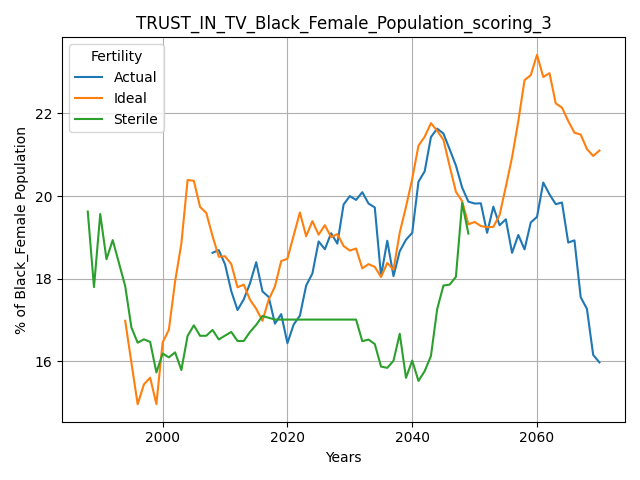 TRUST_IN_TV_Black_Female_Population_scoring_3
Fertility
Actual
Ideal
Sterile
% of Black_Female Population
22
20
18
16
2000 2020 2040 2060
Years